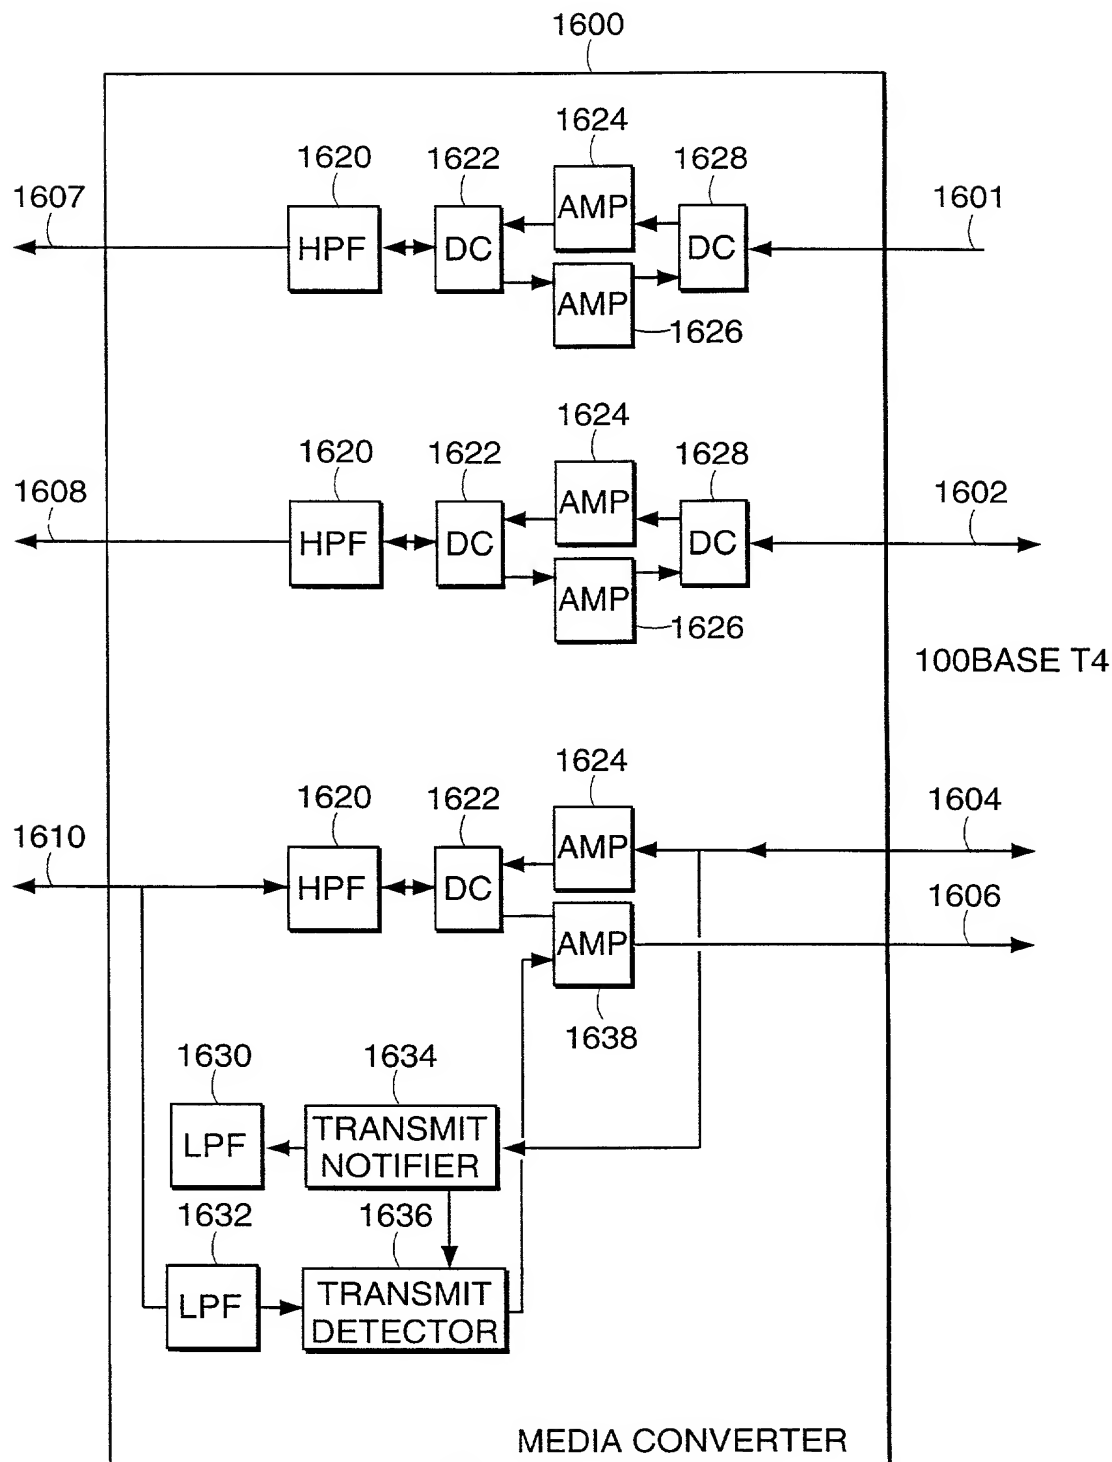 1600
1624
1620
1622
1628
1607
1601
AMP
HPF
DC
DC
AMP
1626
1624
1620
1622
1628
1608
1602
AMP
HPF
DC
DC
AMP
1626
100BASE T4
1624
1620
1622
1604
1610
AMP
HPF
DC
1606
AMP
1638
1630
1634
LPF
TRANSMIT
NOTIFIER
1632
1636
LPF
TRANSMIT
DETECTOR
MEDIA CONVERTER